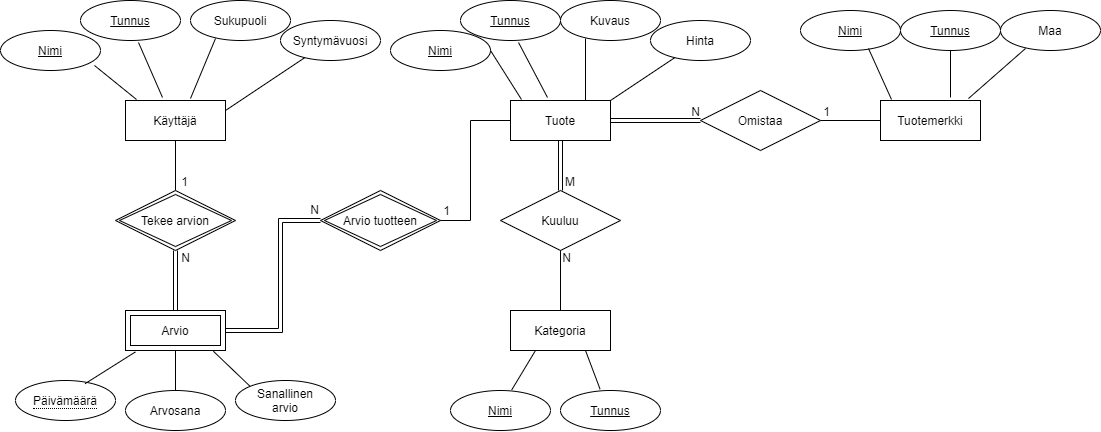 Nimi
Tunnus
Sukupuoli
Syntymävuosi
Käyttäjä
Nimi
Tunnus
Kuvaus
Hinta
Tuote
Nimi
Tunnus
Maa
Tuotemerkki
N
Omistaa
1
1
Tekee arvion
N
N
Arvio tuotteen
1
M
Kuuluu
N
Arvio
Kategoria
Päivämäärä
Arvosana
Sanallinen
arvio
Nimi
Tunnus